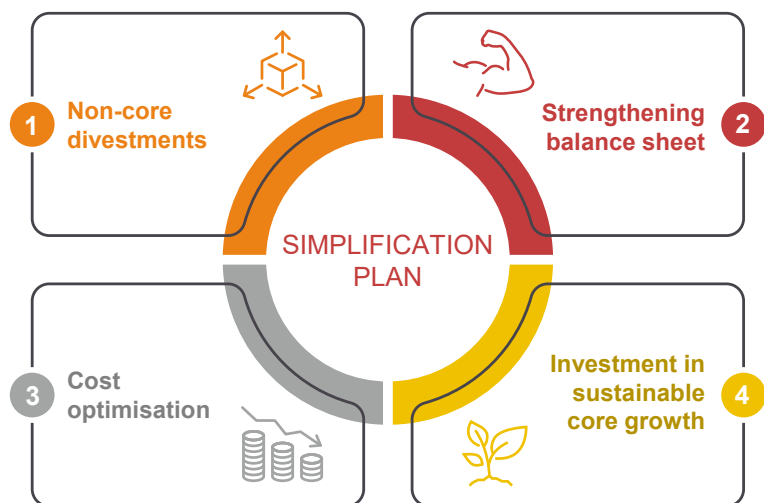 1
Non-core
divestments
Strengthening
balance sheet
2
SIMPLIFICATION
PLAN
3
Cost
optimisation
Investment in
sustainable
core growth
4